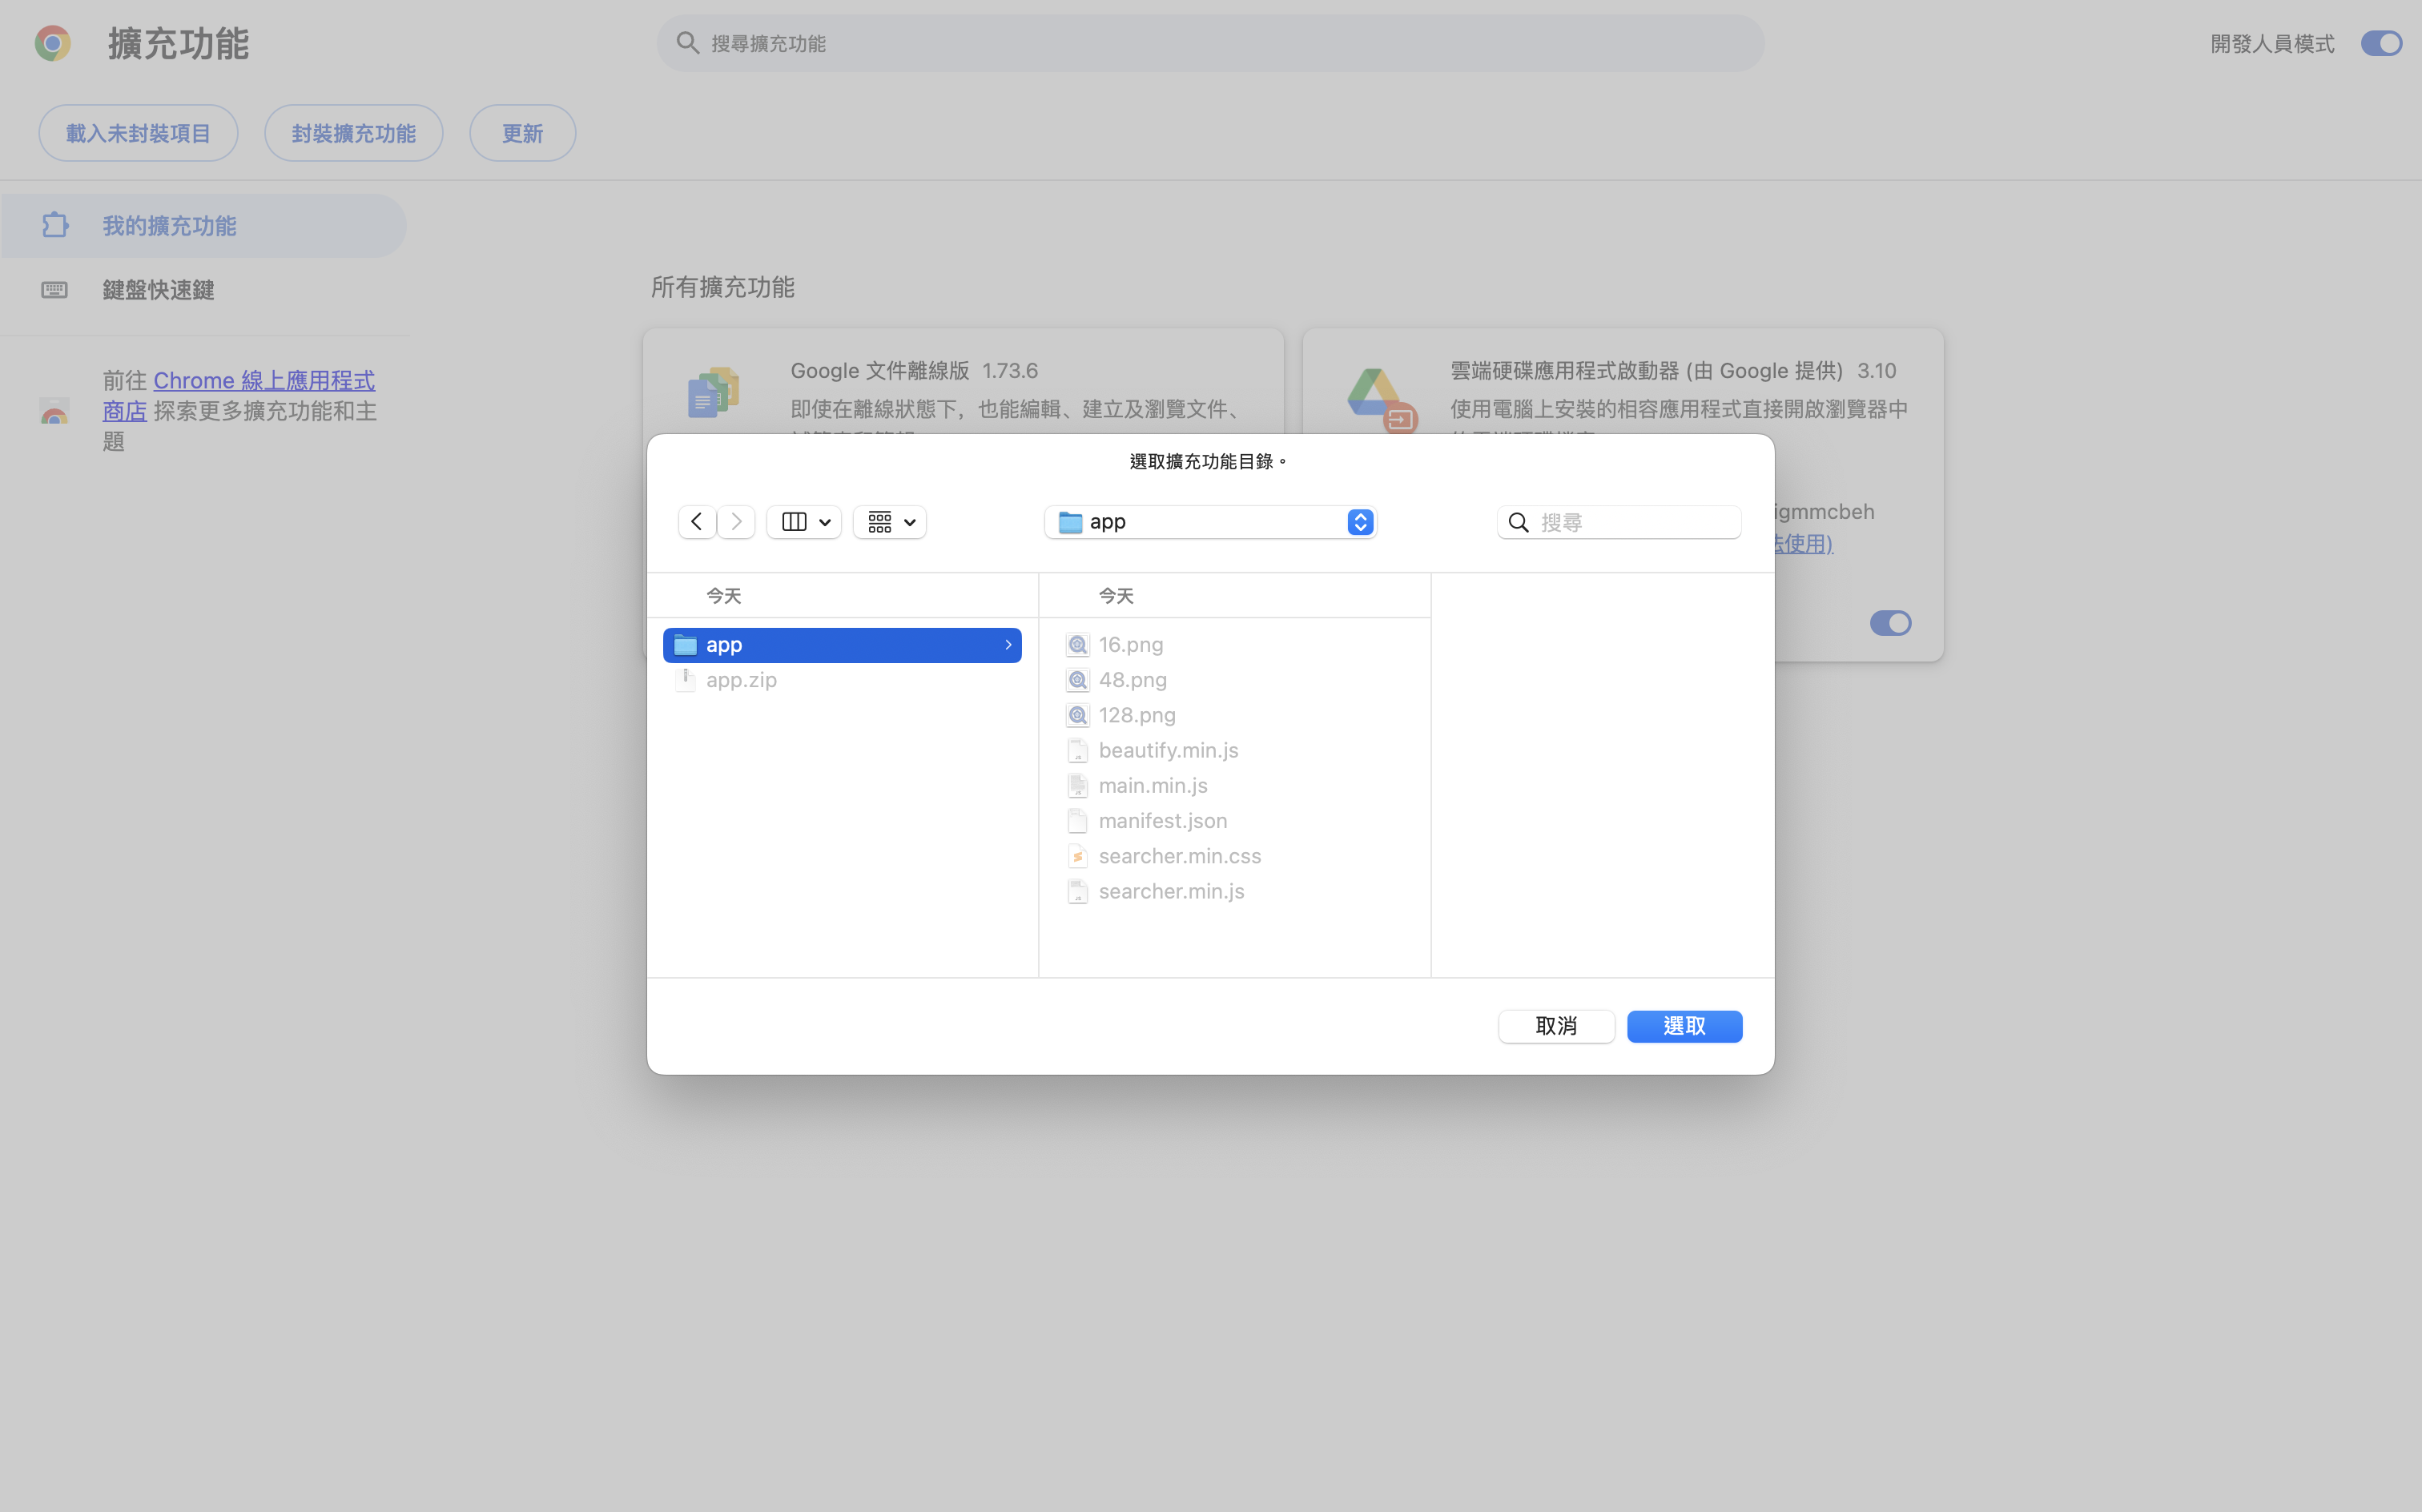 擴充功能
搜尋擴充功能
開發人員模式
載入未封裝項目
封裝擴充功能
更新
我的擴充功能
鍵盤快速鍵
前往 Chrome 線上應用程式
商店 探索更多擴充功能和主
題
所有擴充功能
Google 文件離線版 1.73.6
即使在離線狀態下，也能編輯、建立及瀏覽文件、
雲端硬碟應用程式啟動器 (由 Google 提供) 3.10
使用電腦上安裝的相容應用程式直接開啟瀏覽器中
igmmcbeh
使用)
選取擴充功能目錄。
app
搜尋
今天
app
app.zip
今天
16.png
48.png
128.png
beautify.min.js
main.min.js
manifest.json
searcher.min.css
searcher.min.js
取消
選取